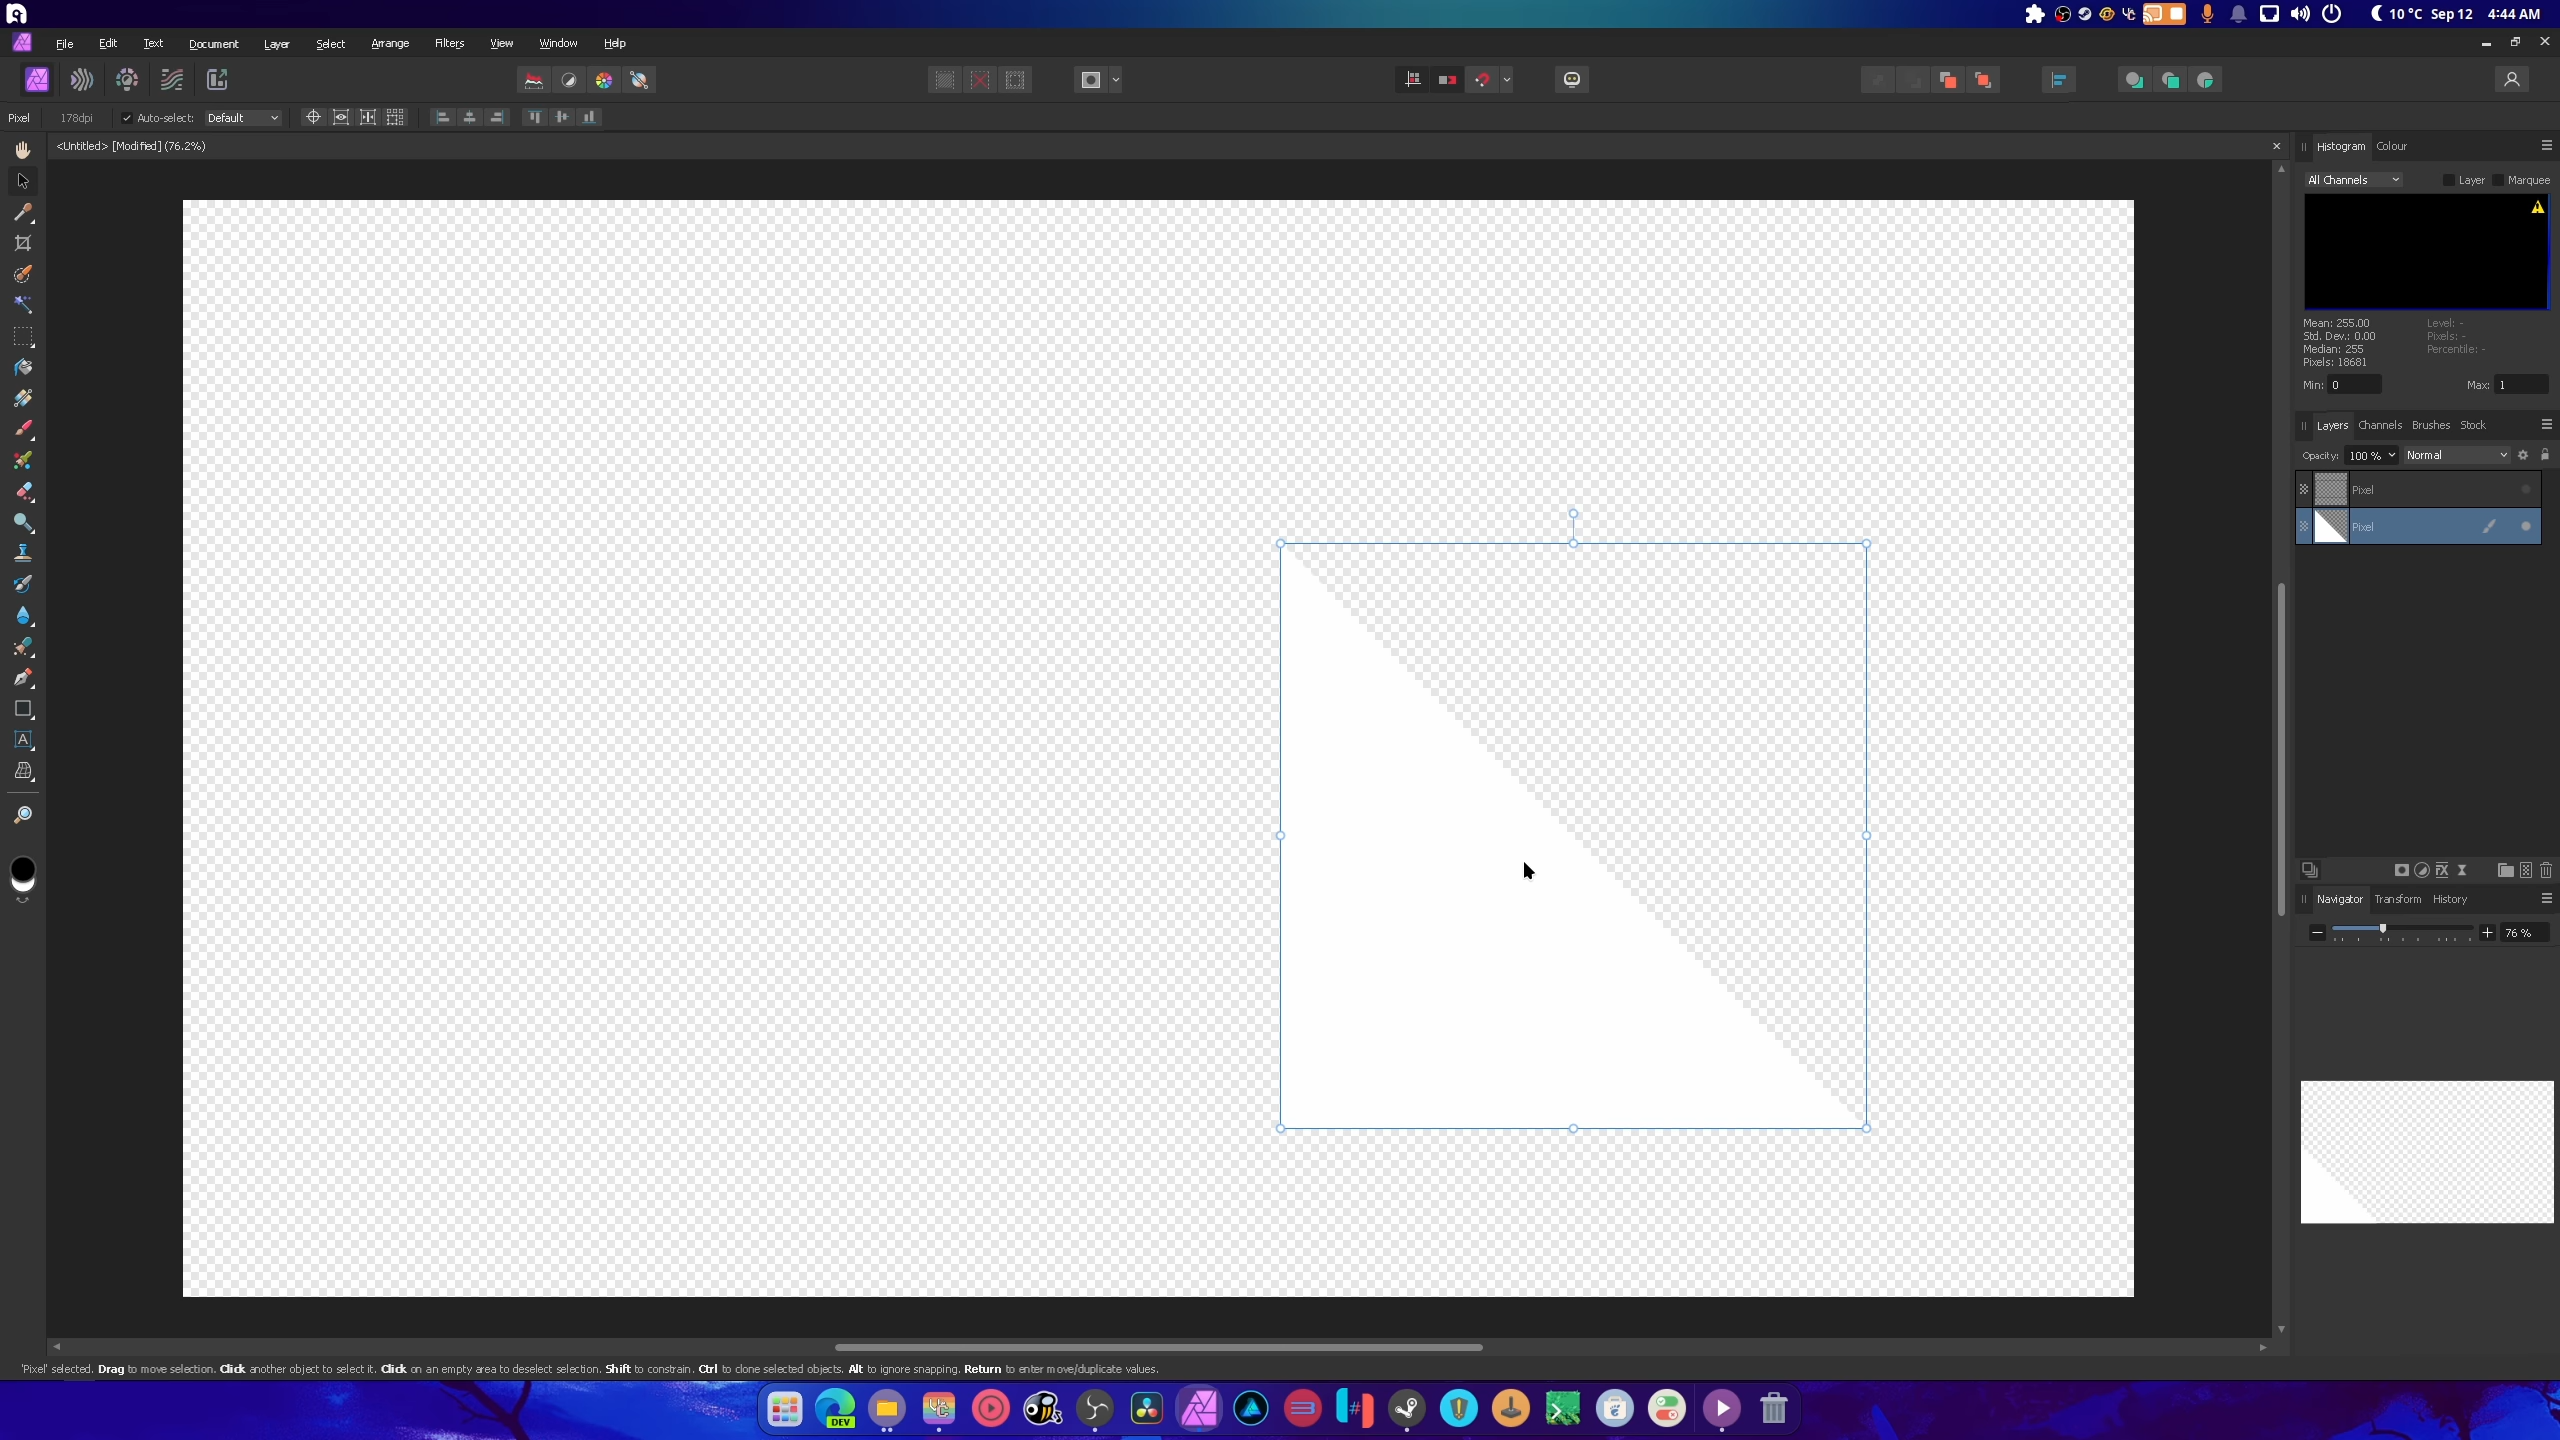 10 °C Sep 12 4:44 AM
File Edit Text Document Layer Select Arrange Filters View Window Help
Pixel 178dpi Auto-select: Default
<Untitled> [Modified] (76.2%)
Histogram Colour
All Channels Layer Marquee
Mean: 255.00 Level: -
Std. Dev.: 0.00 Pixels: -
Median: 255 Percentile: -
Pixels: 18681
Min: 0 Max: 1
Layers Channels Brushes Stock
Opacity: 100 % Normal
Pixel
Pixel
Navigator Transform History
76 %
'Pixel' selected. Drag to move selection. Click another object to select it. Click on an empty area to deselect selection. Shift to constrain. Ctrl to clone selected objects. Alt to ignore snapping. Return to enter move/duplicate values.
DEV